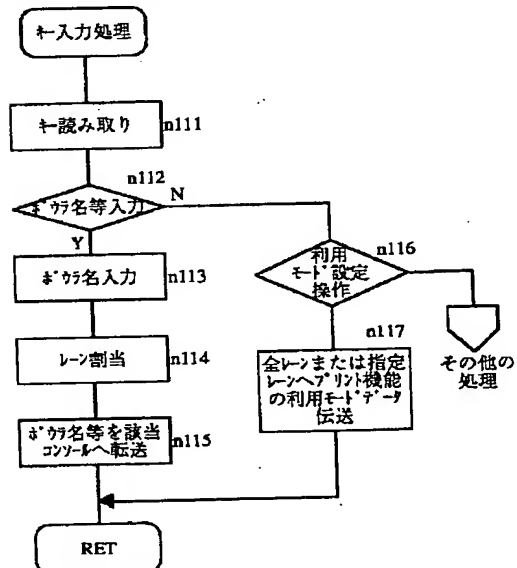 キー入力処理
キー読み取り
n111
n112
ボウラ名等入力
N
Y
ボウラ名入力
n113
レーン割当
n114
ボウラ名等を該当
コンソールへ転送
n115
利用
モード設定
操作
n116
n117
全レーンまたは指定
レーンへプリント機能
の利用モードデータ
伝送
その他の
処理
RET